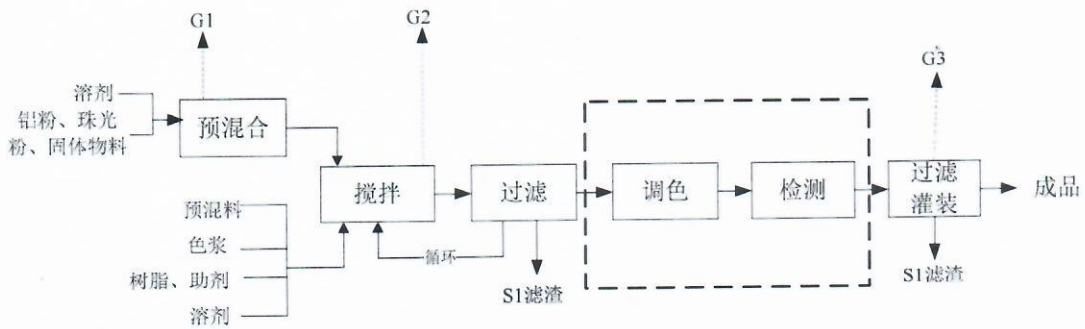 G1
G2
G3
溶剂
铝粉、珠光
粉、固体物料
预混合
搅拌
过滤
调色
检测
过滤
灌装
成品
预混料
色浆
树脂、助剂
溶剂
循环
S1滤渣
S1滤渣